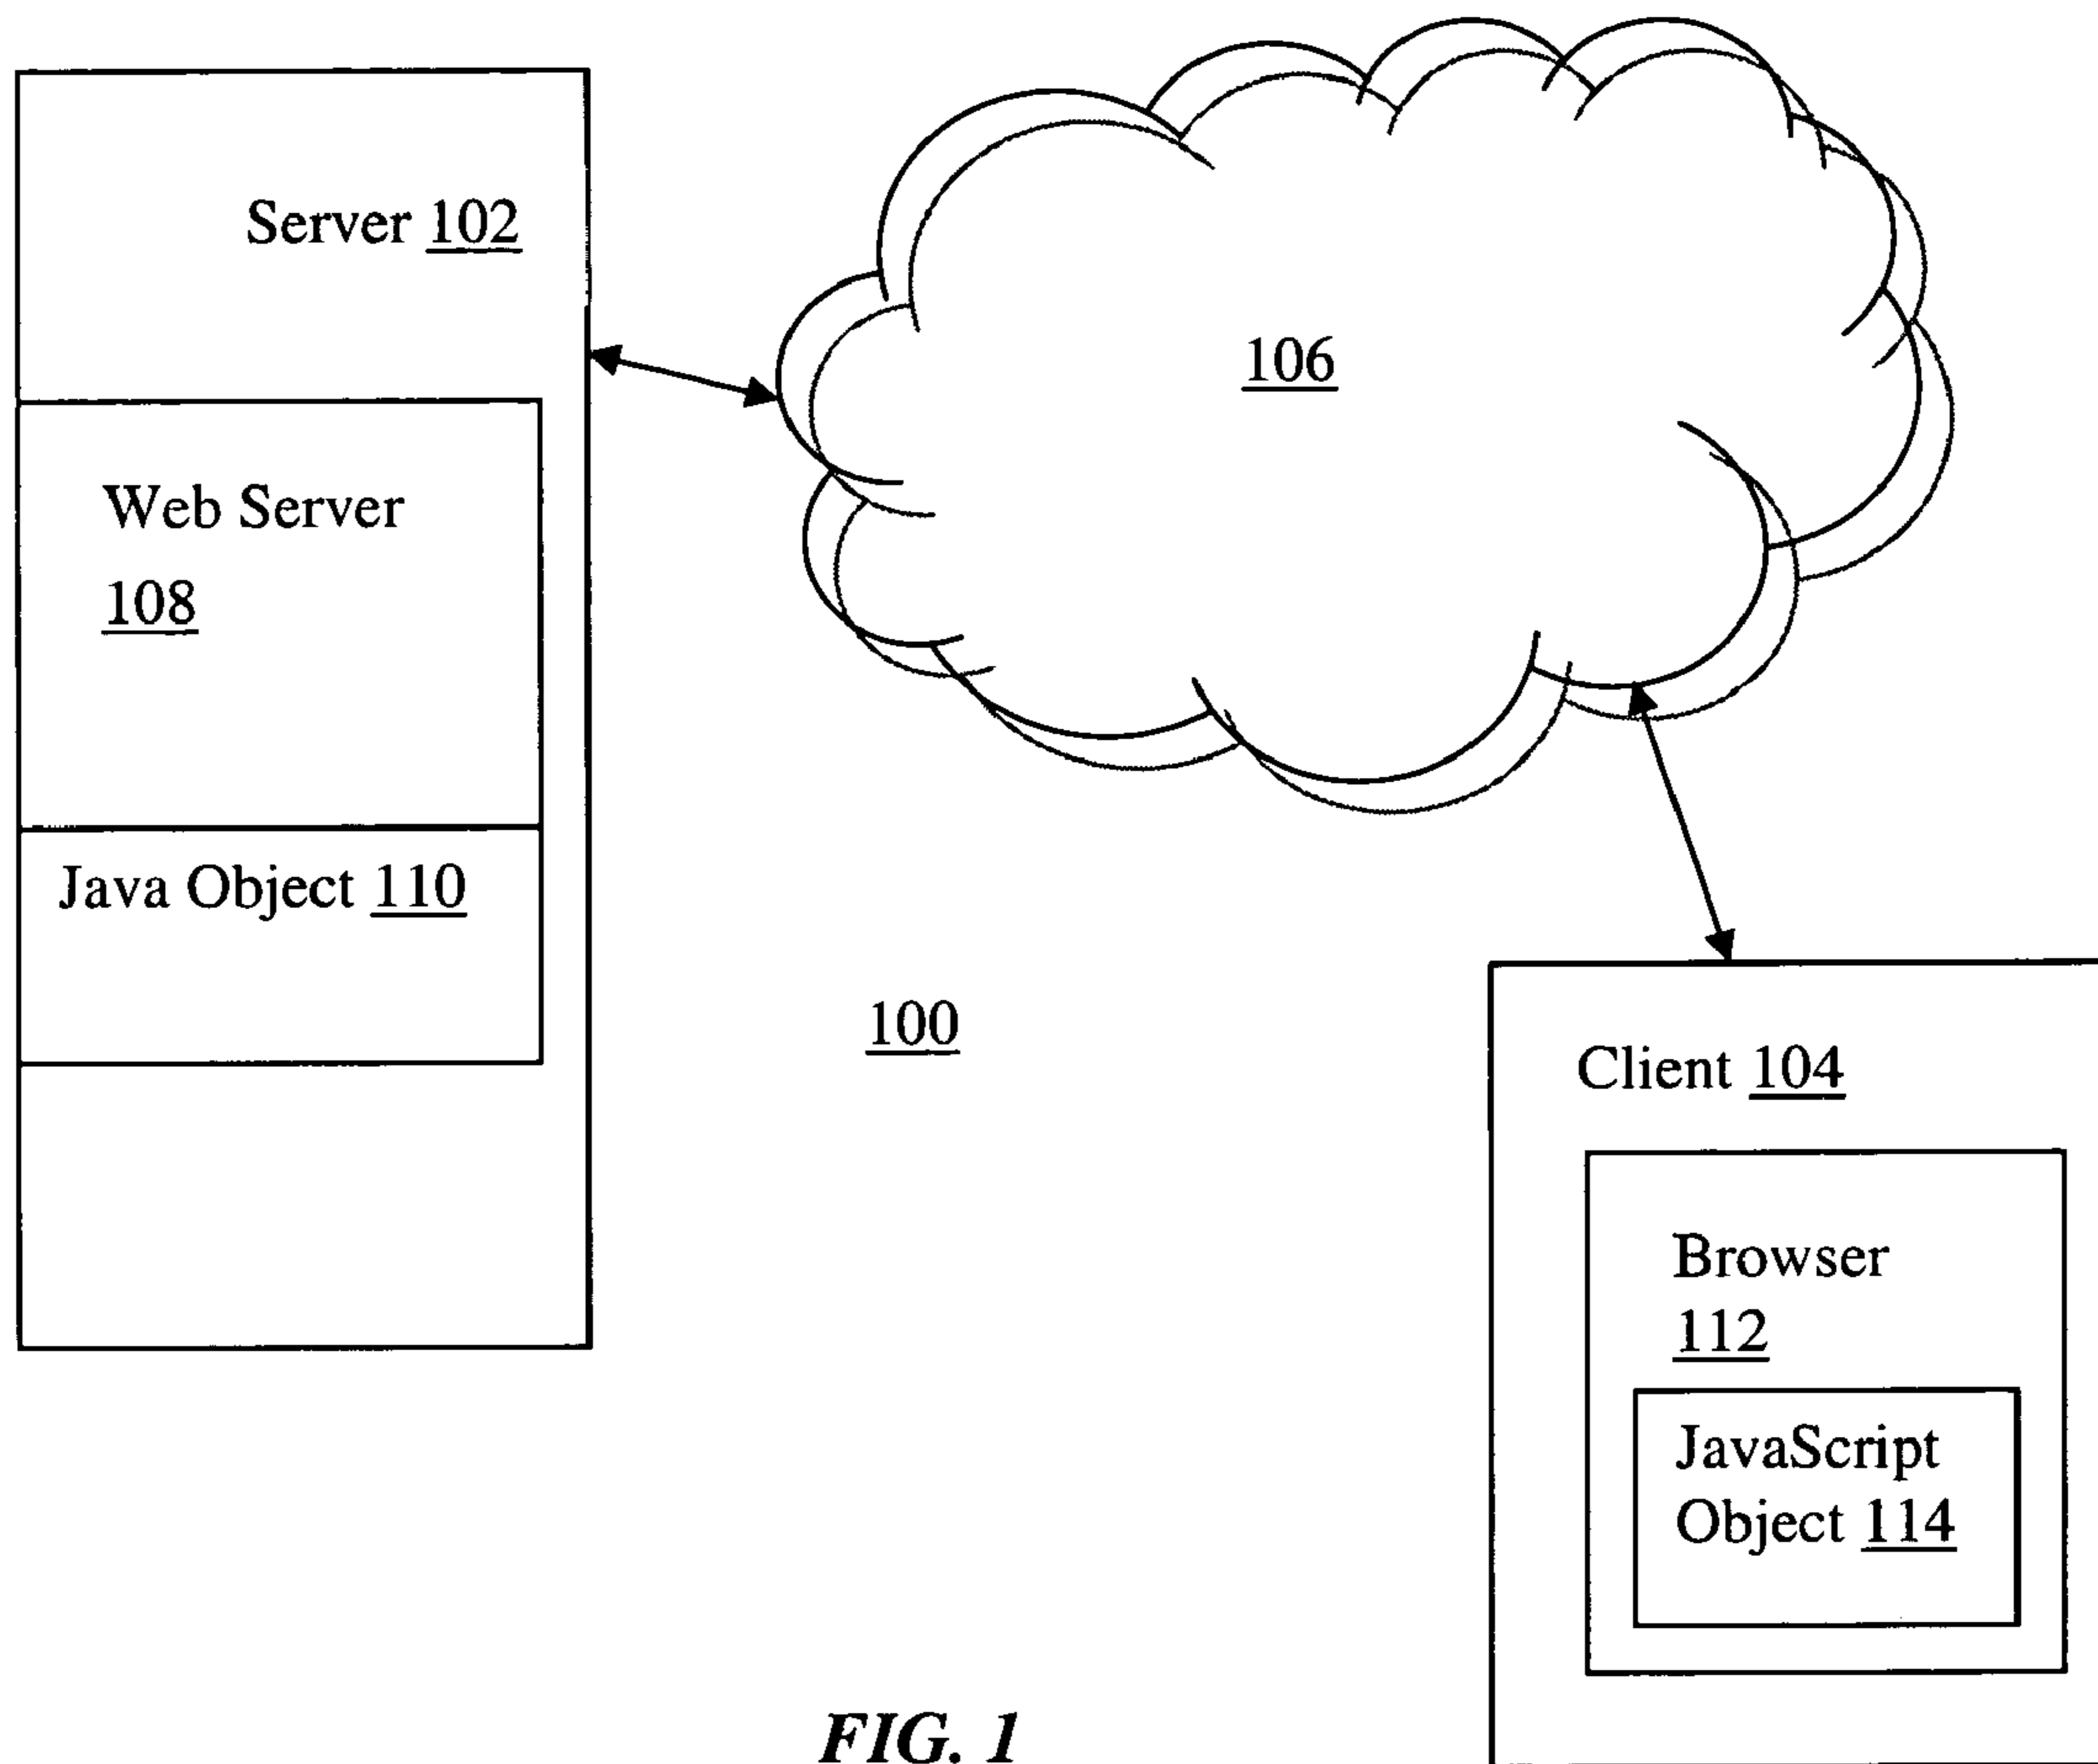 Server 102
106
Web Server
108
Java Object 110
100
Client 104
Browser
112
JavaScript
Object 114
FIG. 1